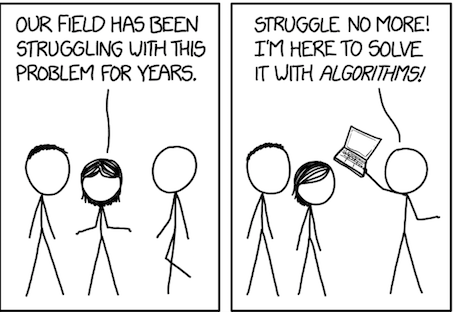 OUR FIELD HAS BEEN
STRUGGLING WITH THIS
PROBLEM FOR YEARS.
STRUGGLE NO MORE!
I'M HERE TO SOLVE
IT WITH ALGORITHMS!